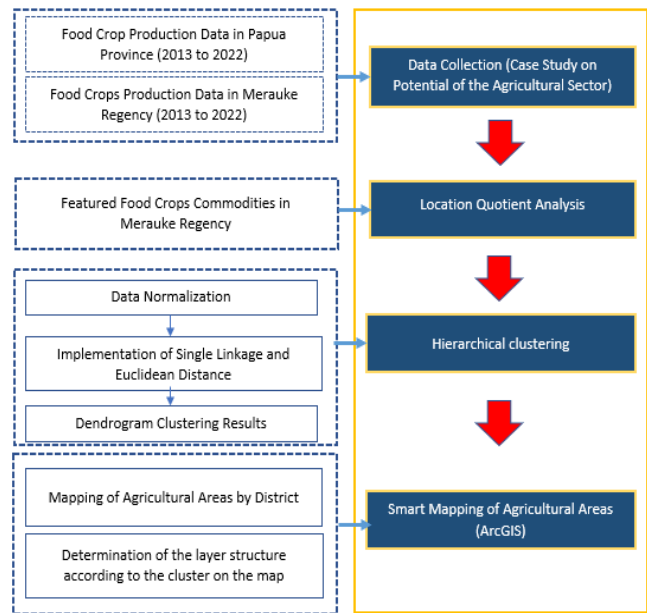 Food Crop Production Data in Papua
Province (2013 to 2022)
Food Crops Production Data in Merauke
Regency (2013 to 2022)
Data Collection (Case Study on
Potential of the Agricultural Sector)
Featured Food Crops Commodities in
Merauke Regency
Location Quotient Analysis
Data Normalization
Implementation of Single Linkage and
Euclidean Distance
Dendrogram Clustering Results
Hierarchical clustering
Mapping of Agricultural Areas by District
Determination of the layer structure
according to the cluster on the map
Smart Mapping of Agricultural Areas
(ArcGIS)